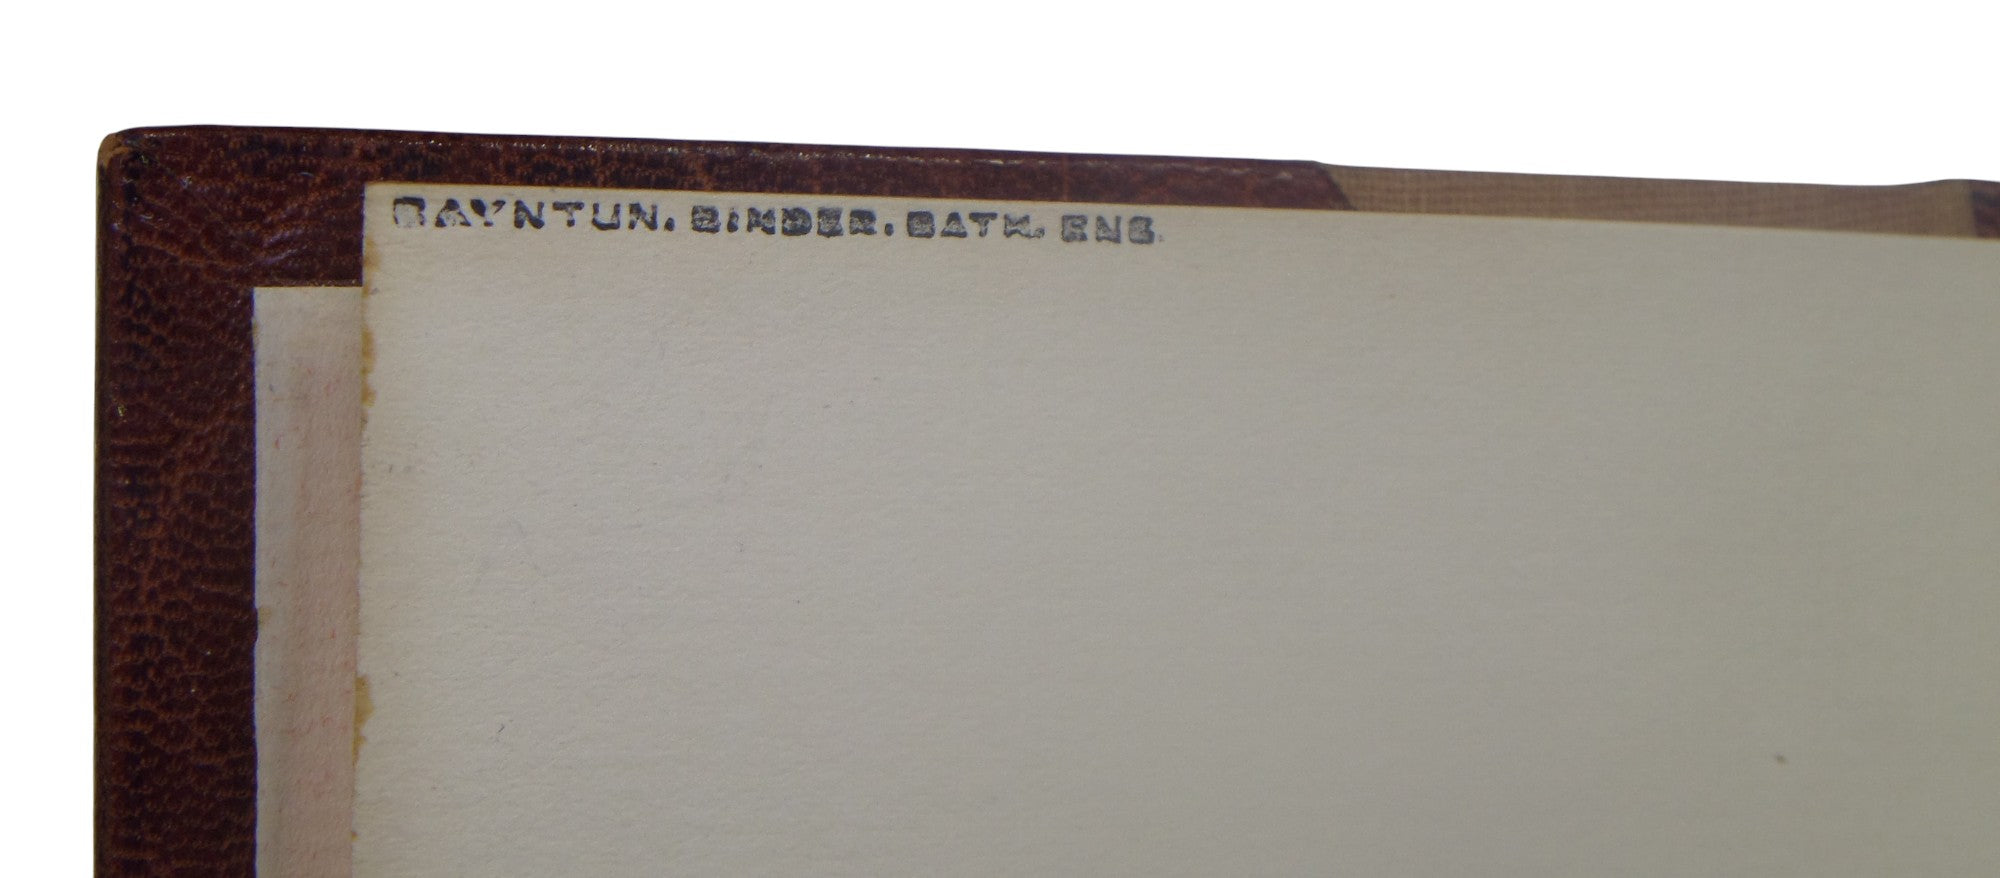 BAYNTUN. BINDER. BATH. ENG.